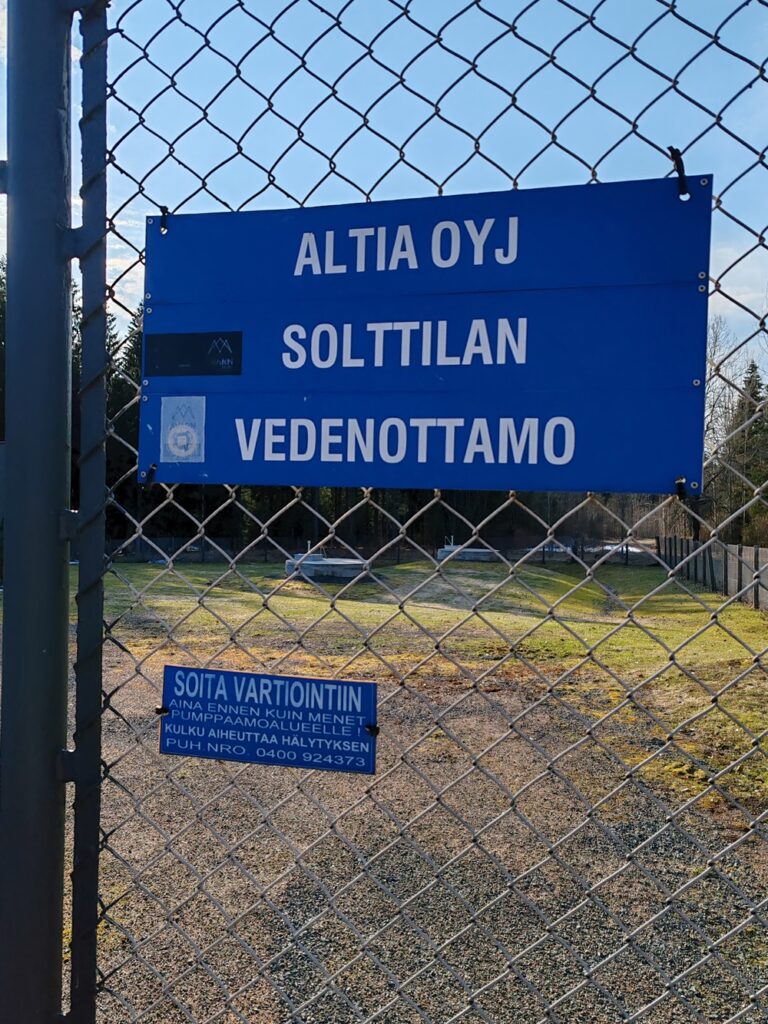 ALTIA OYJ
SOLTTILAN
VEDENOTTAMO
SOITA VARTIOINTIIN
AINA ENNEN KUIN MENET
PUMPPAAMOALUEELLE !
KULKU AIHEUTTAA HÄLYTYKSEN
PUH.NRO. 0400 924373